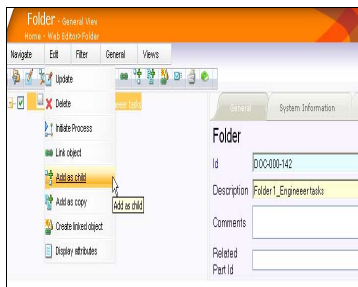 Folder - General View
Home - Web Editor> Folder
Navigate Edit Filter General Views
Update
Delete
Initiate Process
Link object
Add as child
Add as child
Add as copy
Create linked object
Display attributes
General System Information
Folder
Id DOC-000-142
Description Folder1_Engineeertasks
Comments
Related
Part Id